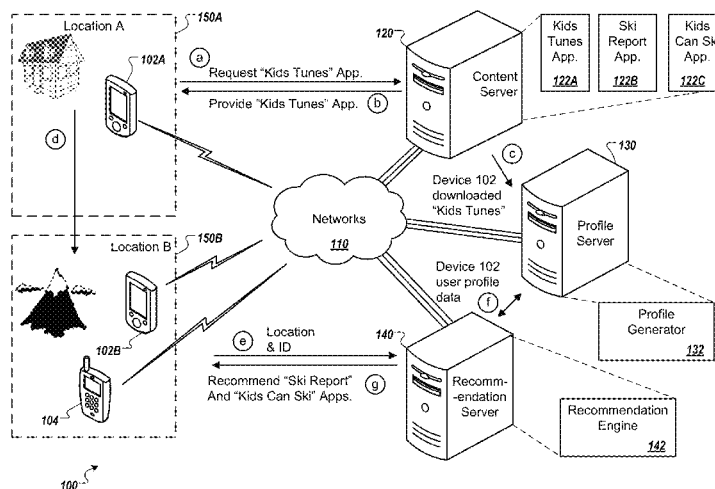 Location A
150A
102A
d
a
Request "Kids Tunes" App.
Provide "Kids Tunes" App.
b
120
Content
Server
Kids
Tunes
App.
122A
Ski
Report
App.
122B
Kids
Can Ski
App.
122C
c
Device 102
downloaded
"Kids Tunes"
130
Profile
Server
Networks
110
Location B
150B
102B
104
Device 102
user profile
data
f
Profile
Generator
132
e
Location
& ID
140
Recommend "Ski Report"
And "Kids Can Ski" Apps.
g
Recomm-
-endation
Server
Recommendation
Engine
142
100